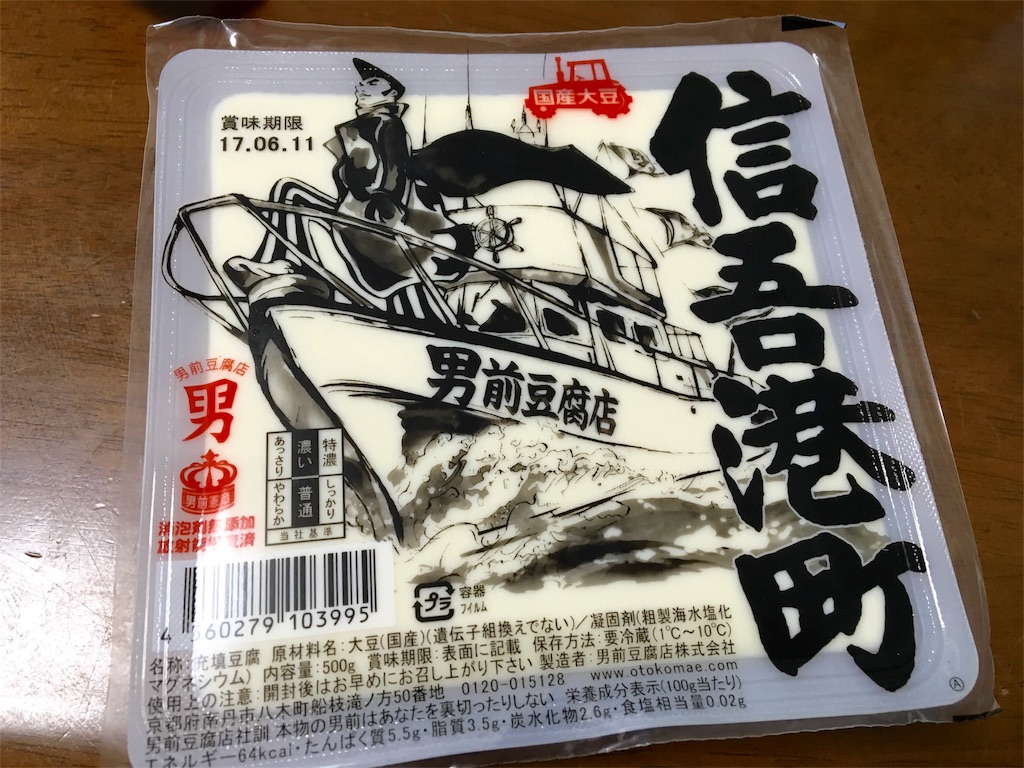 国産大豆
賞味期限
17.06.11
信吾港町
男前豆腐店
男前豆腐店
男
男前豆腐
消泡剤無添加
放射能検査済
特濃 しっかり
濃い 普通
あっさり やわらか
当社基準
プラ
容器
フィルム
4 560279 103995
名称:充填豆腐 原材料名:大豆(国産)(遺伝子組換えでない)/凝固剤(粗製海水塩化
マグネシウム) 内容量:500g 賞味期限:表面に記載 保存方法:要冷蔵(1℃〜10℃)
使用上の注意:開封後はお早めにお召し上がり下さい 製造者:男前豆腐店株式会社
京都府南丹市八木町船枝滝ノ方50番地 0120-015128 www.otokomae.com
男前豆腐店社訓 本物の男前はあなたを裏切ったりしない 栄養成分表示(100g当たり)
エネルギー64kcal・たんぱく質5.5g・脂質3.5g・炭水化物2.6g・食塩相当量0.02g
A